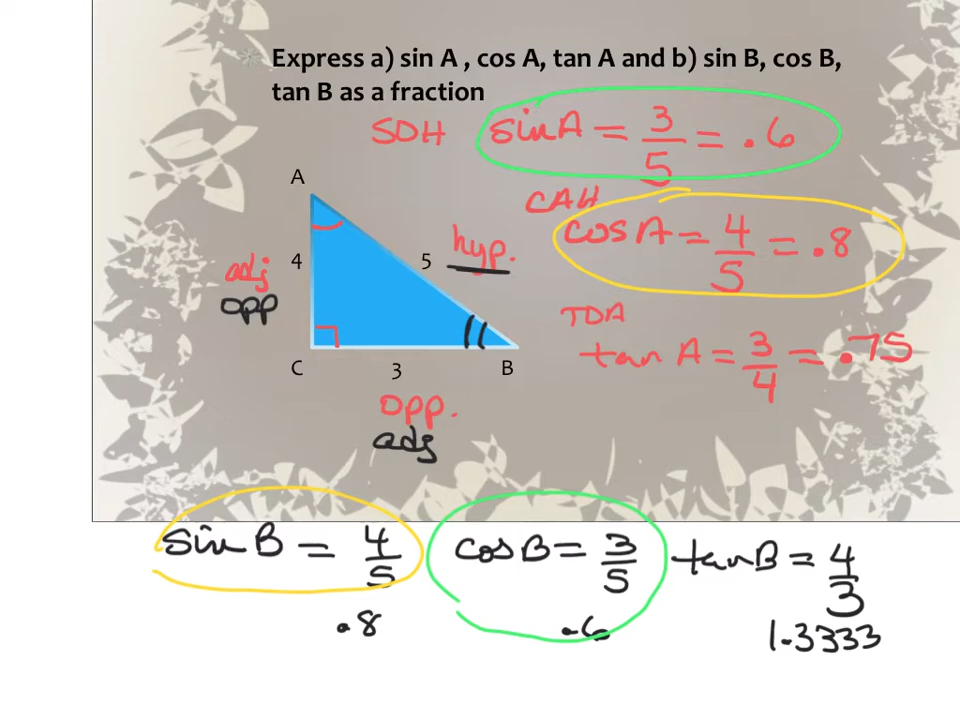 Express a) sin A , cos A, tan A and b) sin B, cos B,
tan B as a fraction
SOH sin A = 3/5 = .6
A
CAH
cos A = 4/5 = .8
adj 4 5 hyp.
opp
TOA
tan A = 3/4 = .75
C 3 B
opp.
adj
sin B = 4/5 cos B = 3/5 tan B = 4/3
.8 .6 1.3333